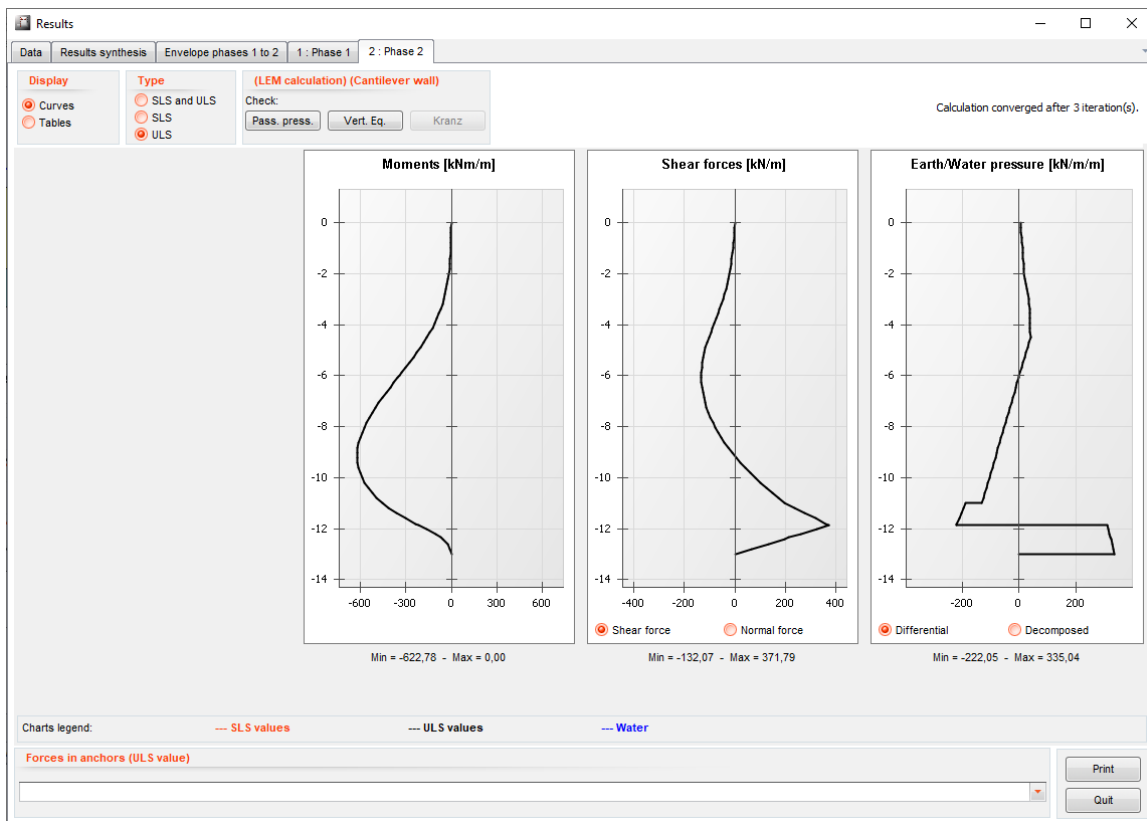 Results
Data Results synthesis Envelope phases 1 to 2 1 : Phase 1 2 : Phase 2
Display
Curves
Tables
Type
SLS and ULS
SLS
ULS
(LEM calculation) (Cantilever wall)
Check:
Pass. press. Vert. Eq. Kranz
Calculation converged after 3 iteration(s).
Moments [kNm/m]
0
-2
-4
-6
-8
-10
-12
-14
-600 -300 0 300 600
Min = -622,78 - Max = 0,00
Shear forces [kN/m]
0
-2
-4
-6
-8
-10
-12
-14
-400 -200 0 200 400
Shear force Normal force
Min = -132,07 - Max = 371,79
Earth/Water pressure [kN/m/m]
0
-2
-4
-6
-8
-10
-12
-14
-200 0 200
Differential Decomposed
Min = -222,05 - Max = 335,04
Charts legend: --- SLS values --- ULS values --- Water
Forces in anchors (ULS value)
Print
Quit